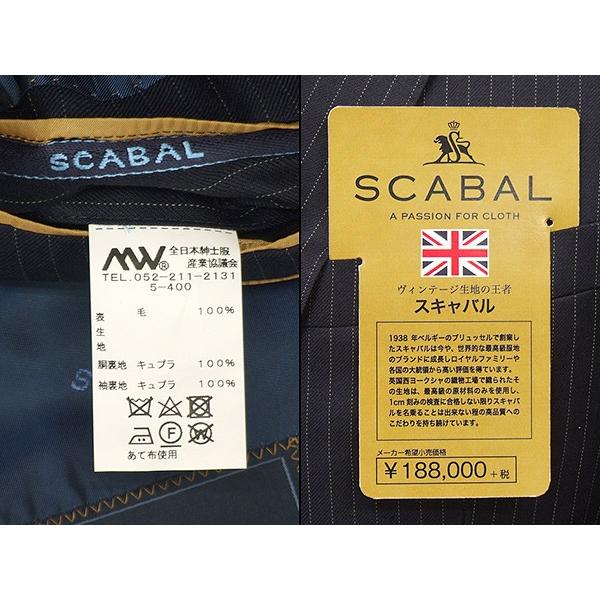 SCABAL
MW® 全日本紳士服
産業協議会
TEL.052-211-2131
5-400
表生地 毛 100%
胴裏地 キュプラ 100%
袖裏地 キュプラ 100%
あて布使用
S
SCABAL
A PASSION FOR CLOTH
ヴィンテージ生地の王者
スキャバル
1938 年ベルギーのブリュッセルで創業し
たスキャバルは今や、世界的な最高級服地
のブランドに成長しロイヤルファミリーや
各国の大統領から高い評価を得ています。
英国西ヨークシャの織物工場で織られたそ
の生地は、最高級の原材料のみを使用し、
1cm 刻みの検査に合格しない限りスキャバ
ルを名乗ることは出来ない程の高品質への
こだわりを持ち続けています。
メーカー希望小売価格
¥188,000+税